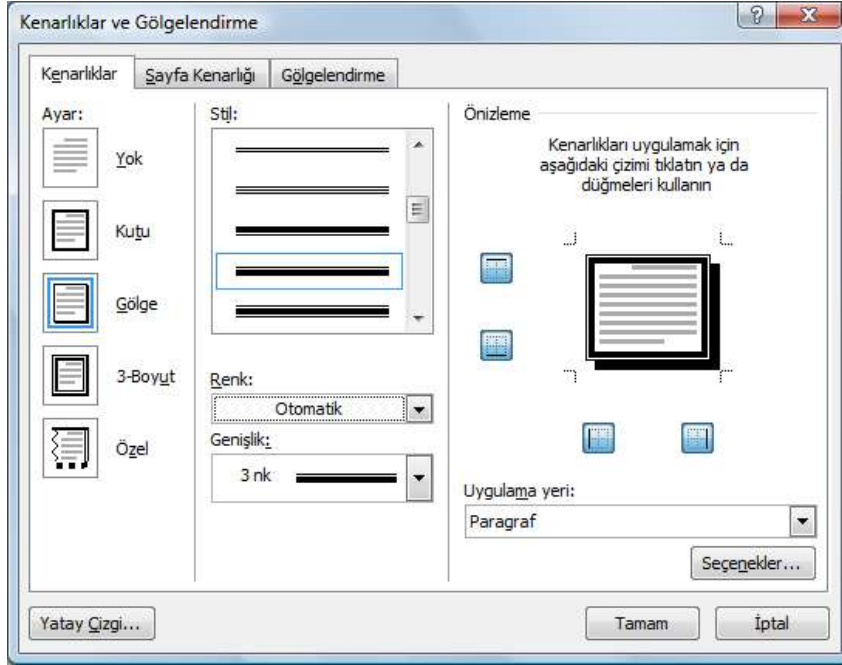 Kenarlıklar ve Gölgelendirme
Kenarlıklar Sayfa Kenarlığı Gölgelendirme
Ayar:
Yok
Kutu
Gölge
3-Boyut
Özel
Stil:
Renk:
Otomatik
Genişlik:
3 nk
Önizleme
Kenarlıkları uygulamak için
aşağıdaki çizimi tıklatın ya da
düğmeleri kullanın
Uygulama yeri:
Paragraf
Seçenekler...
Yatay Çizgi... Tamam İptal